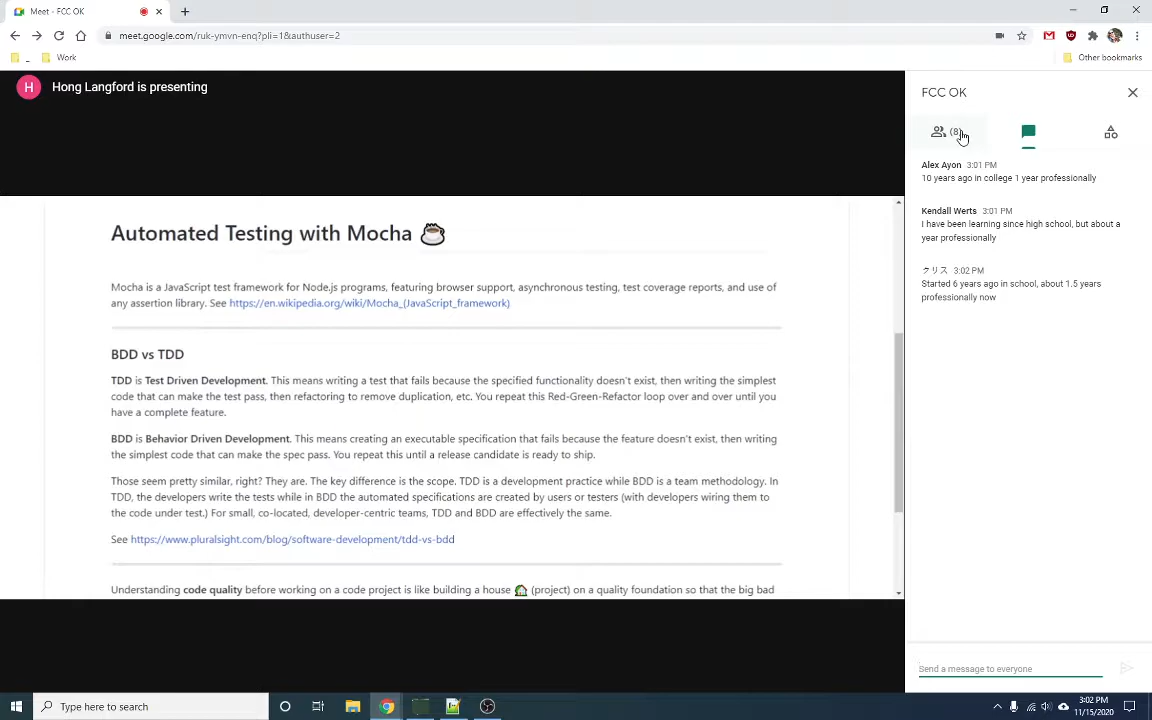 Meet - FCC OK
meet.google.com/ruk-ymvn-enq?pli=1&authuser=2
_
Work
Other bookmarks
H
Hong Langford is presenting
FCC OK
(8)
Alex Ayon 3:01 PM
10 years ago in college 1 year professionally
Kendall Werts 3:01 PM
I have been learning since high school, but about a
year professionally
クリス 3:02 PM
Started 6 years ago in school, about 1.5 years
professionally now
Automated Testing with Mocha
Mocha is a JavaScript test framework for Node.js programs, featuring browser support, asynchronous testing, test coverage reports, and use of
any assertion library. See https://en.wikipedia.org/wiki/Mocha_(JavaScript_framework)
BDD vs TDD
TDD is Test Driven Development. This means writing a test that fails because the specified functionality doesn't exist, then writing the simplest
code that can make the test pass, then refactoring to remove duplication, etc. You repeat this Red-Green-Refactor loop over and over until you
have a complete feature.
BDD is Behavior Driven Development. This means creating an executable specification that fails because the feature doesn't exist, then writing
the simplest code that can make the spec pass. You repeat this until a release candidate is ready to ship.
Those seem pretty similar, right? They are. The key difference is the scope. TDD is a development practice while BDD is a team methodology. In
TDD, the developers write the tests while in BDD the automated specifications are created by users or testers (with developers wiring them to
the code under test.) For small, co-located, developer-centric teams, TDD and BDD are effectively the same.
See https://www.pluralsight.com/blog/software-development/tdd-vs-bdd
Understanding code quality before working on a code project is like building a house (project) on a quality foundation so that the big bad
Send a message to everyone
Type here to search
3:02 PM
11/15/2020